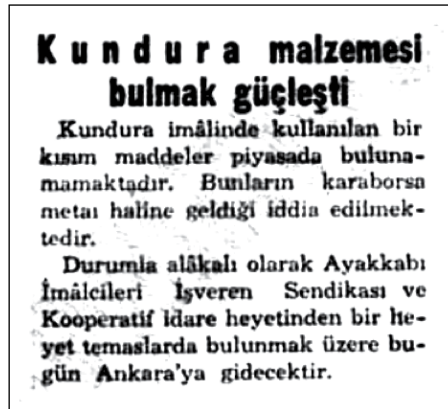 Kundura malzemesi
bulmak güçleşti
Kundura imâlinde kullanılan bir
kısım maddeler piyasada buluna-
mamaktadır. Bunların karaborsa
metaı haline geldiği iddia edilmek-
tedir.
Durumla alâkalı olarak Ayakkabı
İmâlcileri İşveren Sendikası ve
Kooperatif idare heyetinden bir he-
yet temaslarda bulunmak üzere bu-
gün Ankara'ya gidecektir.